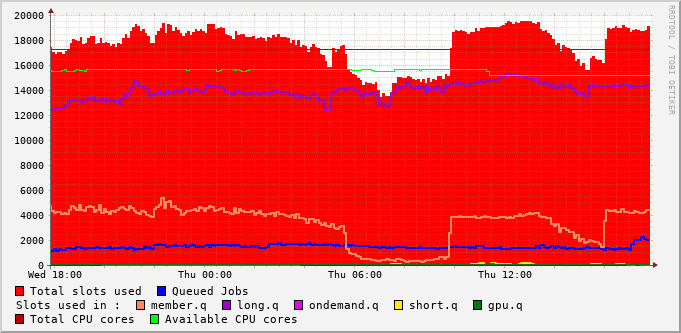 20000
18000
16000
14000
12000
10000
8000
6000
4000
2000
0
Wed 18:00 Thu 00:00 Thu 06:00 Thu 12:00
Total slots used Queued Jobs
Slots used in : member.q long.q ondemand.q short.q gpu.q
Total CPU cores Available CPU cores
RRDTOOL / TOBI OETIKER